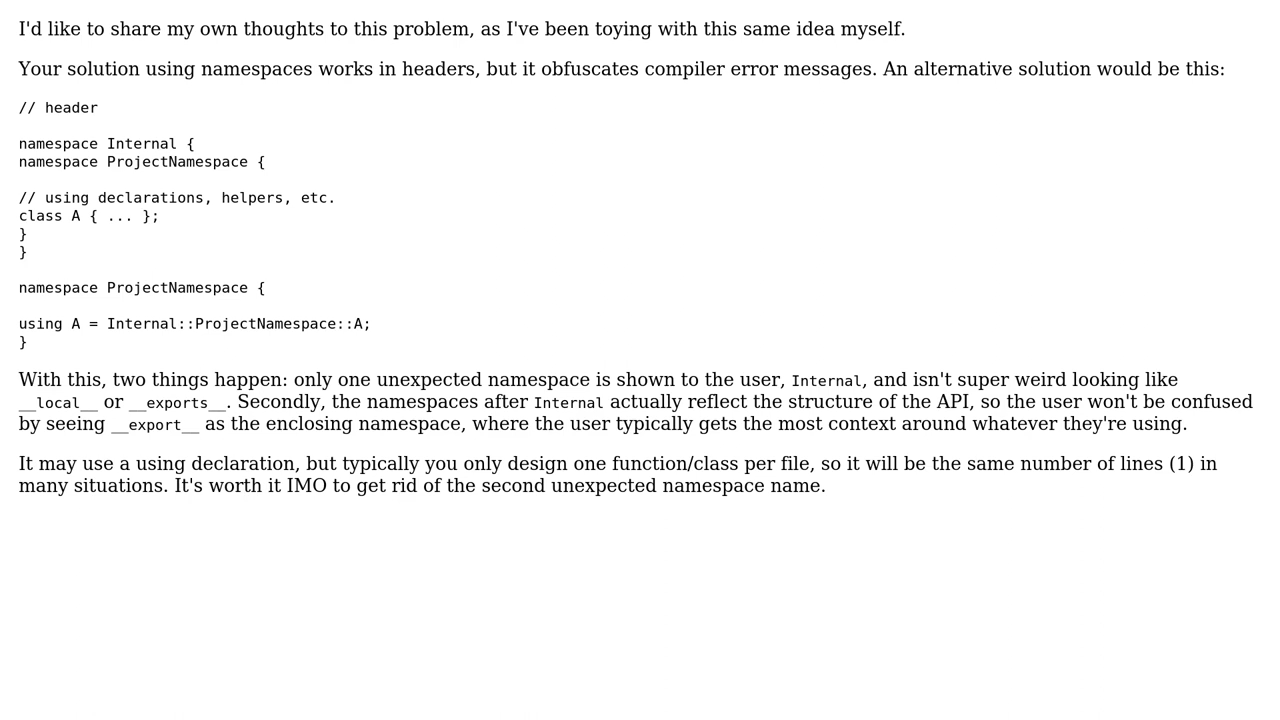 I'd like to share my own thoughts to this problem, as I've been toying with this same idea myself.
Your solution using namespaces works in headers, but it obfuscates compiler error messages. An alternative solution would be this:
// header
namespace Internal {
namespace ProjectNamespace {
// using declarations, helpers, etc.
class A { ... };
}
}
namespace ProjectNamespace {
using A = Internal::ProjectNamespace::A;
}
With this, two things happen: only one unexpected namespace is shown to the user, Internal, and isn't super weird looking like
__local__ or __exports__. Secondly, the namespaces after Internal actually reflect the structure of the API, so the user won't be confused
by seeing __export__ as the enclosing namespace, where the user typically gets the most context around whatever they're using.
It may use a using declaration, but typically you only design one function/class per file, so it will be the same number of lines (1) in
many situations. It's worth it IMO to get rid of the second unexpected namespace name.